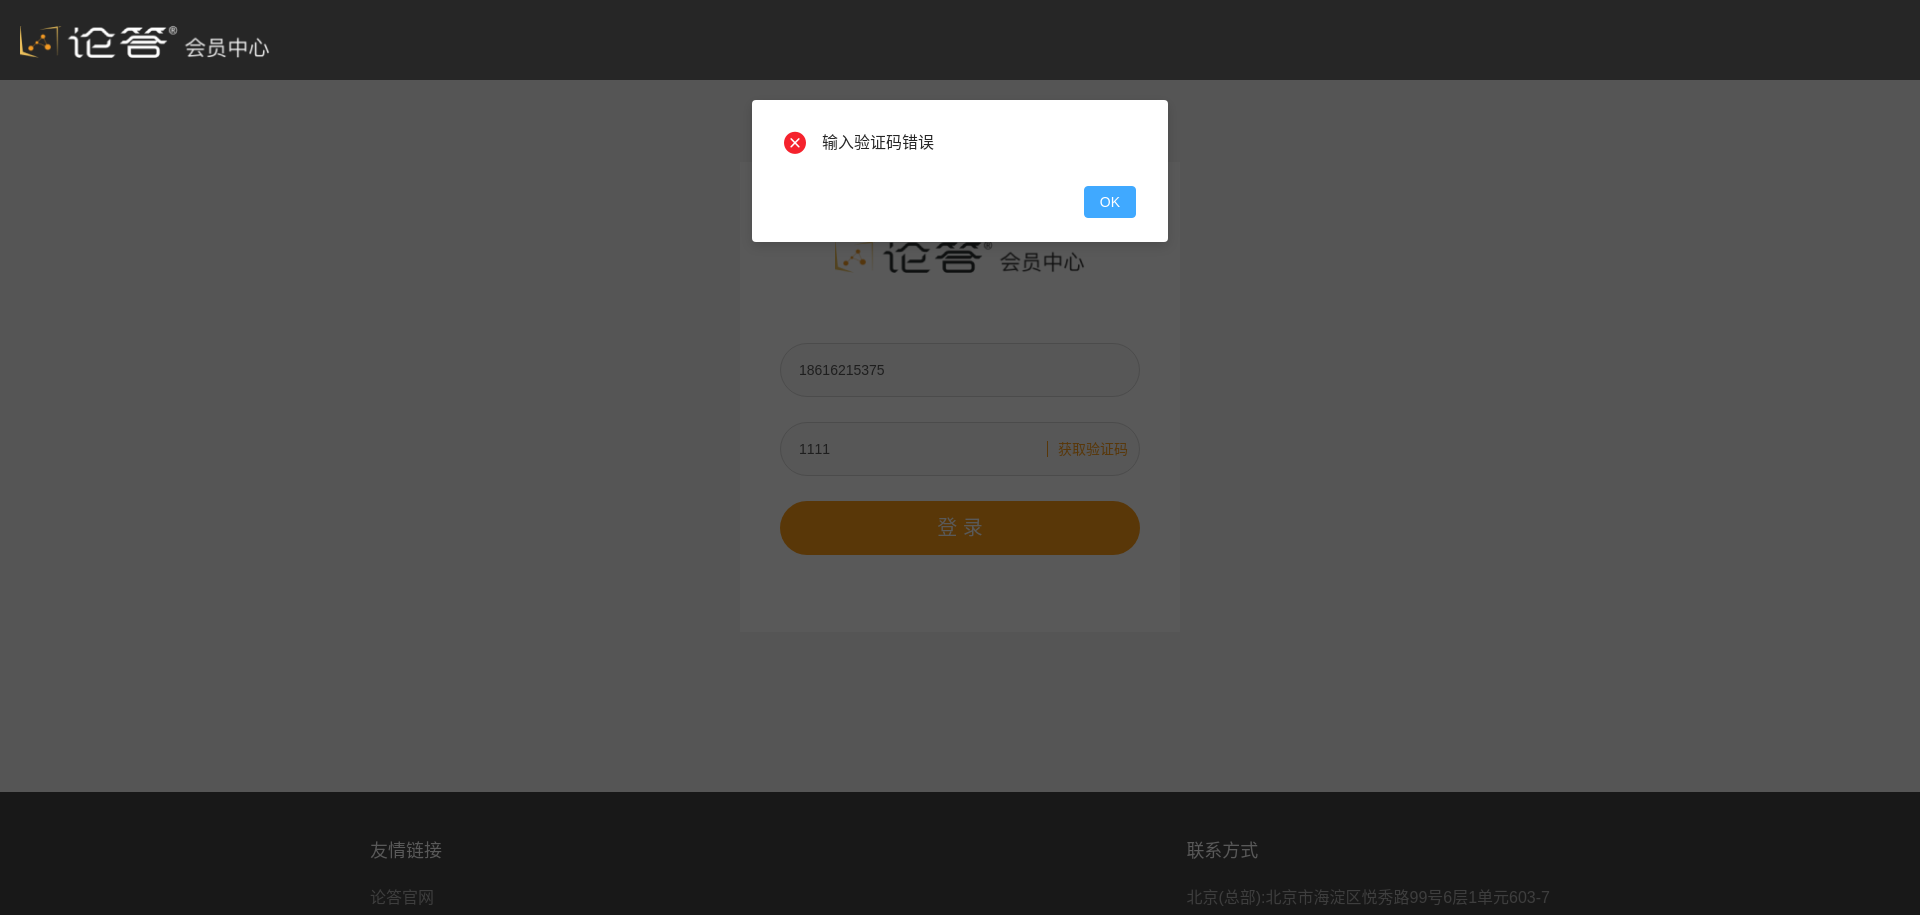 论答® 会员中心
输入验证码错误
OK
论答® 会员中心
18616215375
1111
获取验证码
登 录
友情链接
联系方式
论答官网
北京(总部):北京市海淀区悦秀路99号6层1单元603-7